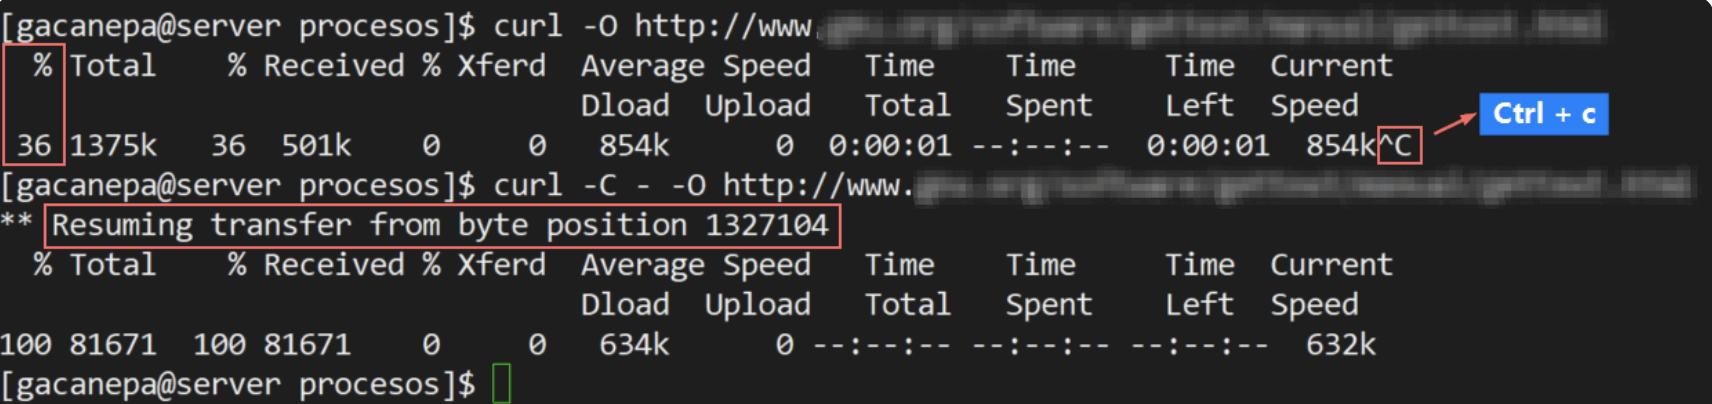 [gacanepa@server procesos]$ curl -O http://www.
% Total % Received % Xferd Average Speed Time Time Time Current
Dload Upload Total Spent Left Speed
36 1375k 36 501k 0 0 854k 0 0:00:01 --:--:-- 0:00:01 854k^C
Ctrl + c
[gacanepa@server procesos]$ curl -C - -O http://www.
** Resuming transfer from byte position 1327104
% Total % Received % Xferd Average Speed Time Time Time Current
Dload Upload Total Spent Left Speed
100 81671 100 81671 0 0 634k 0 --:--:-- --:--:-- --:--:-- 632k
[gacanepa@server procesos]$